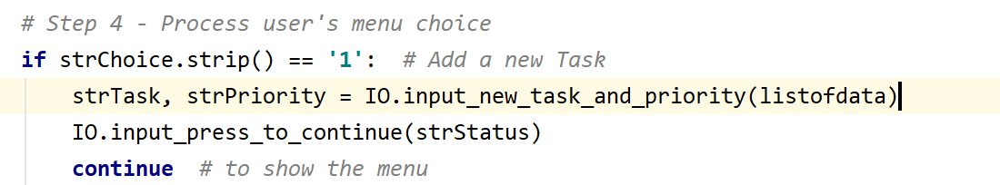 # Step 4 - Process user's menu choice
if strChoice.strip() == '1':  # Add a new Task
    strTask, strPriority = IO.input_new_task_and_priority(listofdata)
    IO.input_press_to_continue(strStatus)
    continue  # to show the menu